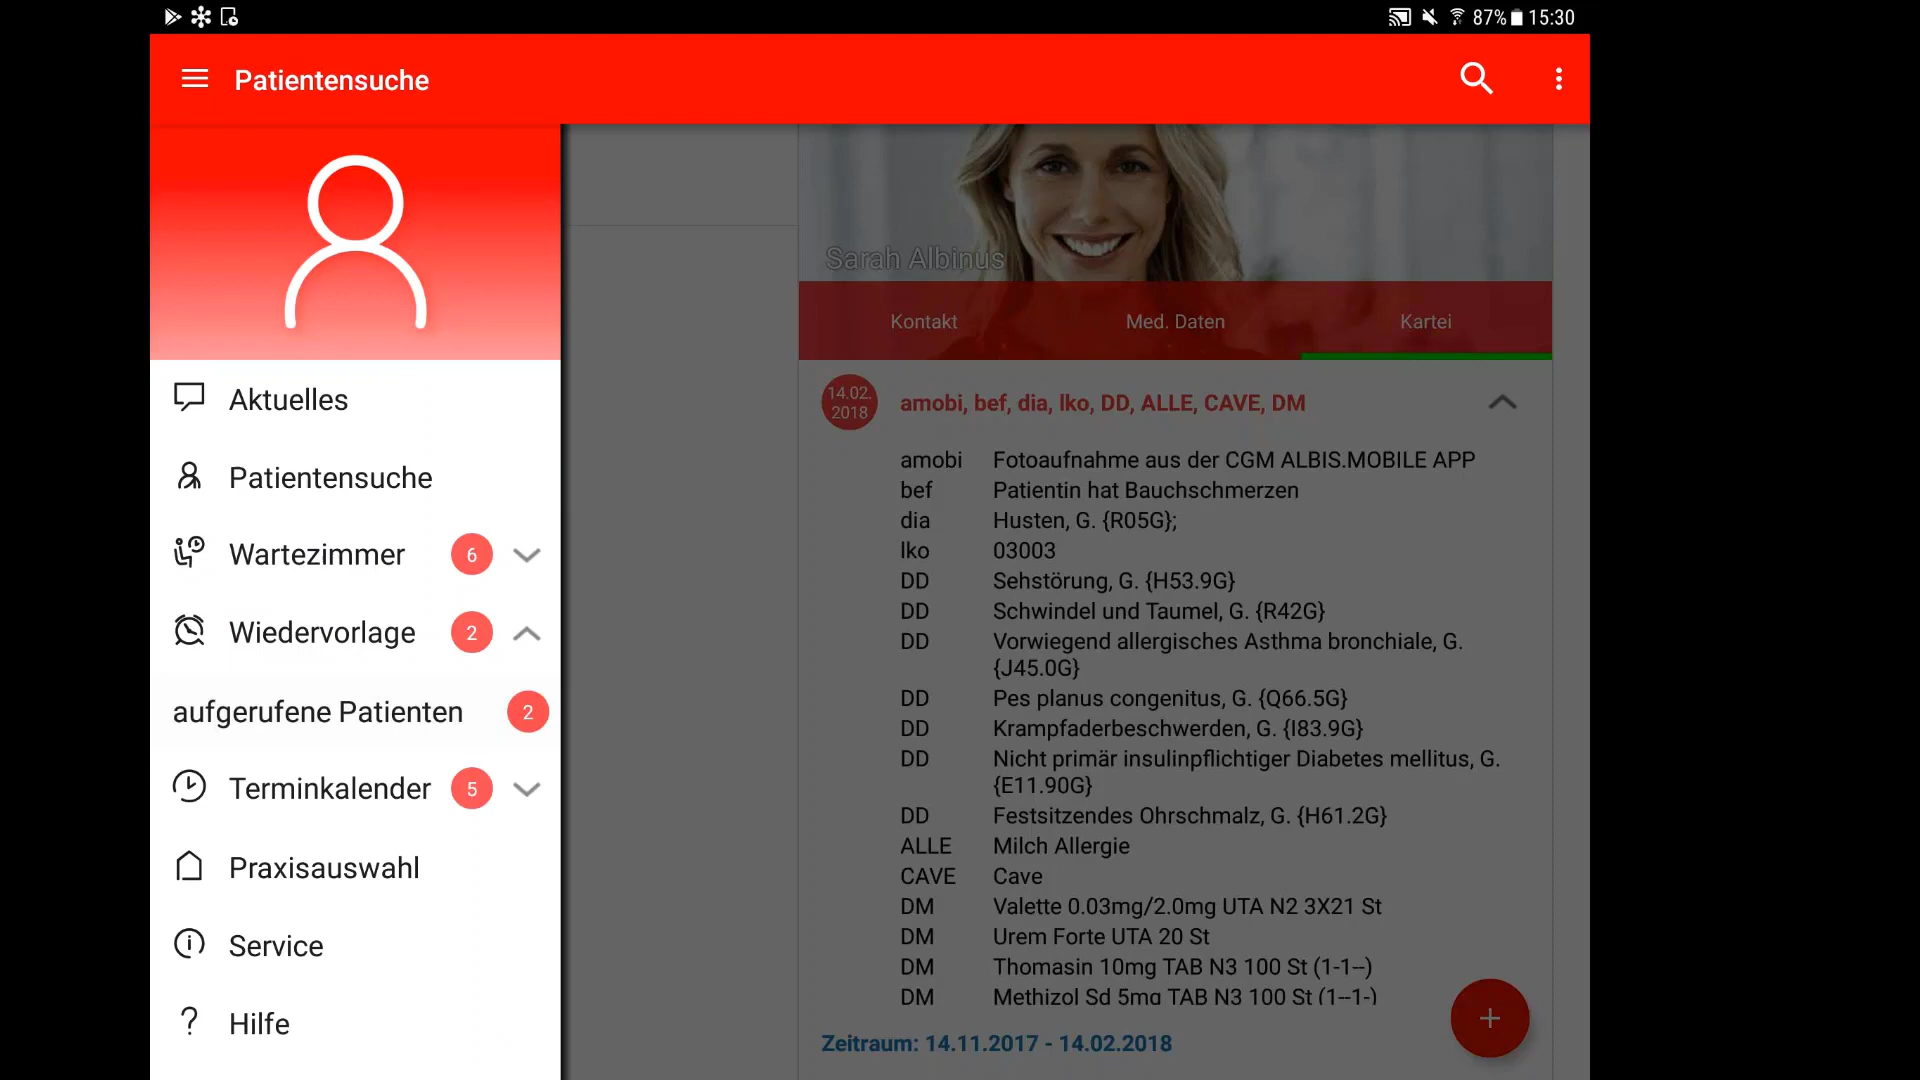 87% 15:30
Patientensuche
Aktuelles
Patientensuche
Wartezimmer 6
Wiedervorlage 2
aufgerufene Patienten 2
Terminkalender 5
Praxisauswahl
Service
? Hilfe
Sarah Albinus
Kontakt Med. Daten Kartei
14.02.
2018
amobi, bef, dia, lko, DD, ALLE, CAVE, DM
amobi Fotoaufnahme aus der CGM ALBIS.MOBILE APP
bef Patientin hat Bauchschmerzen
dia Husten, G. {R05G};
lko 03003
DD Sehstörung, G. {H53.9G}
DD Schwindel und Taumel, G. {R42G}
DD Vorwiegend allergisches Asthma bronchiale, G.
{J45.0G}
DD Pes planus congenitus, G. {Q66.5G}
DD Krampfaderbeschwerden, G. {I83.9G}
DD Nicht primär insulinpflichtiger Diabetes mellitus, G.
{E11.90G}
DD Festsitzendes Ohrschmalz, G. {H61.2G}
ALLE Milch Allergie
CAVE Cave
DM Valette 0.03mg/2.0mg UTA N2 3X21 St
DM Urem Forte UTA 20 St
DM Thomasin 10mg TAB N3 100 St (1-1--)
DM Methizol Sd 5mg TAB N3 100 St (1--1-)
Zeitraum: 14.11.2017 - 14.02.2018